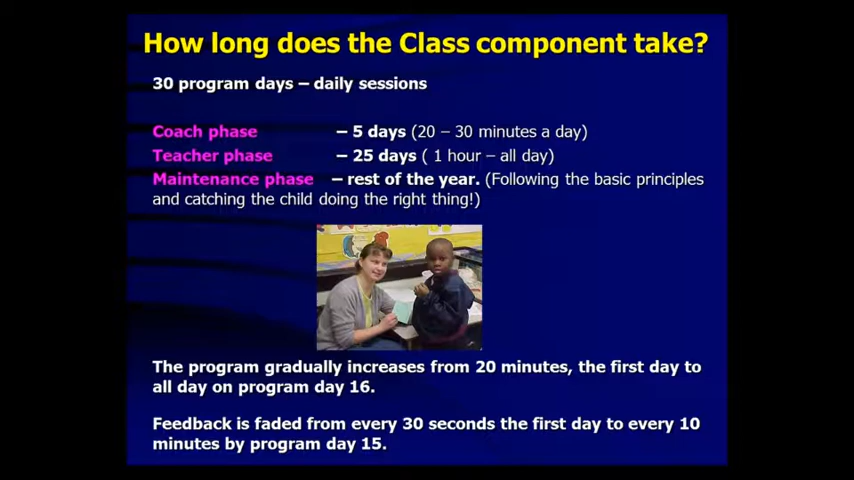 How long does the Class component take?
30 program days – daily sessions
Coach phase – 5 days (20 – 30 minutes a day)
Teacher phase – 25 days ( 1 hour – all day)
Maintenance phase – rest of the year. (Following the basic principles
and catching the child doing the right thing!)
The program gradually increases from 20 minutes, the first day to
all day on program day 16.
Feedback is faded from every 30 seconds the first day to every 10
minutes by program day 15.